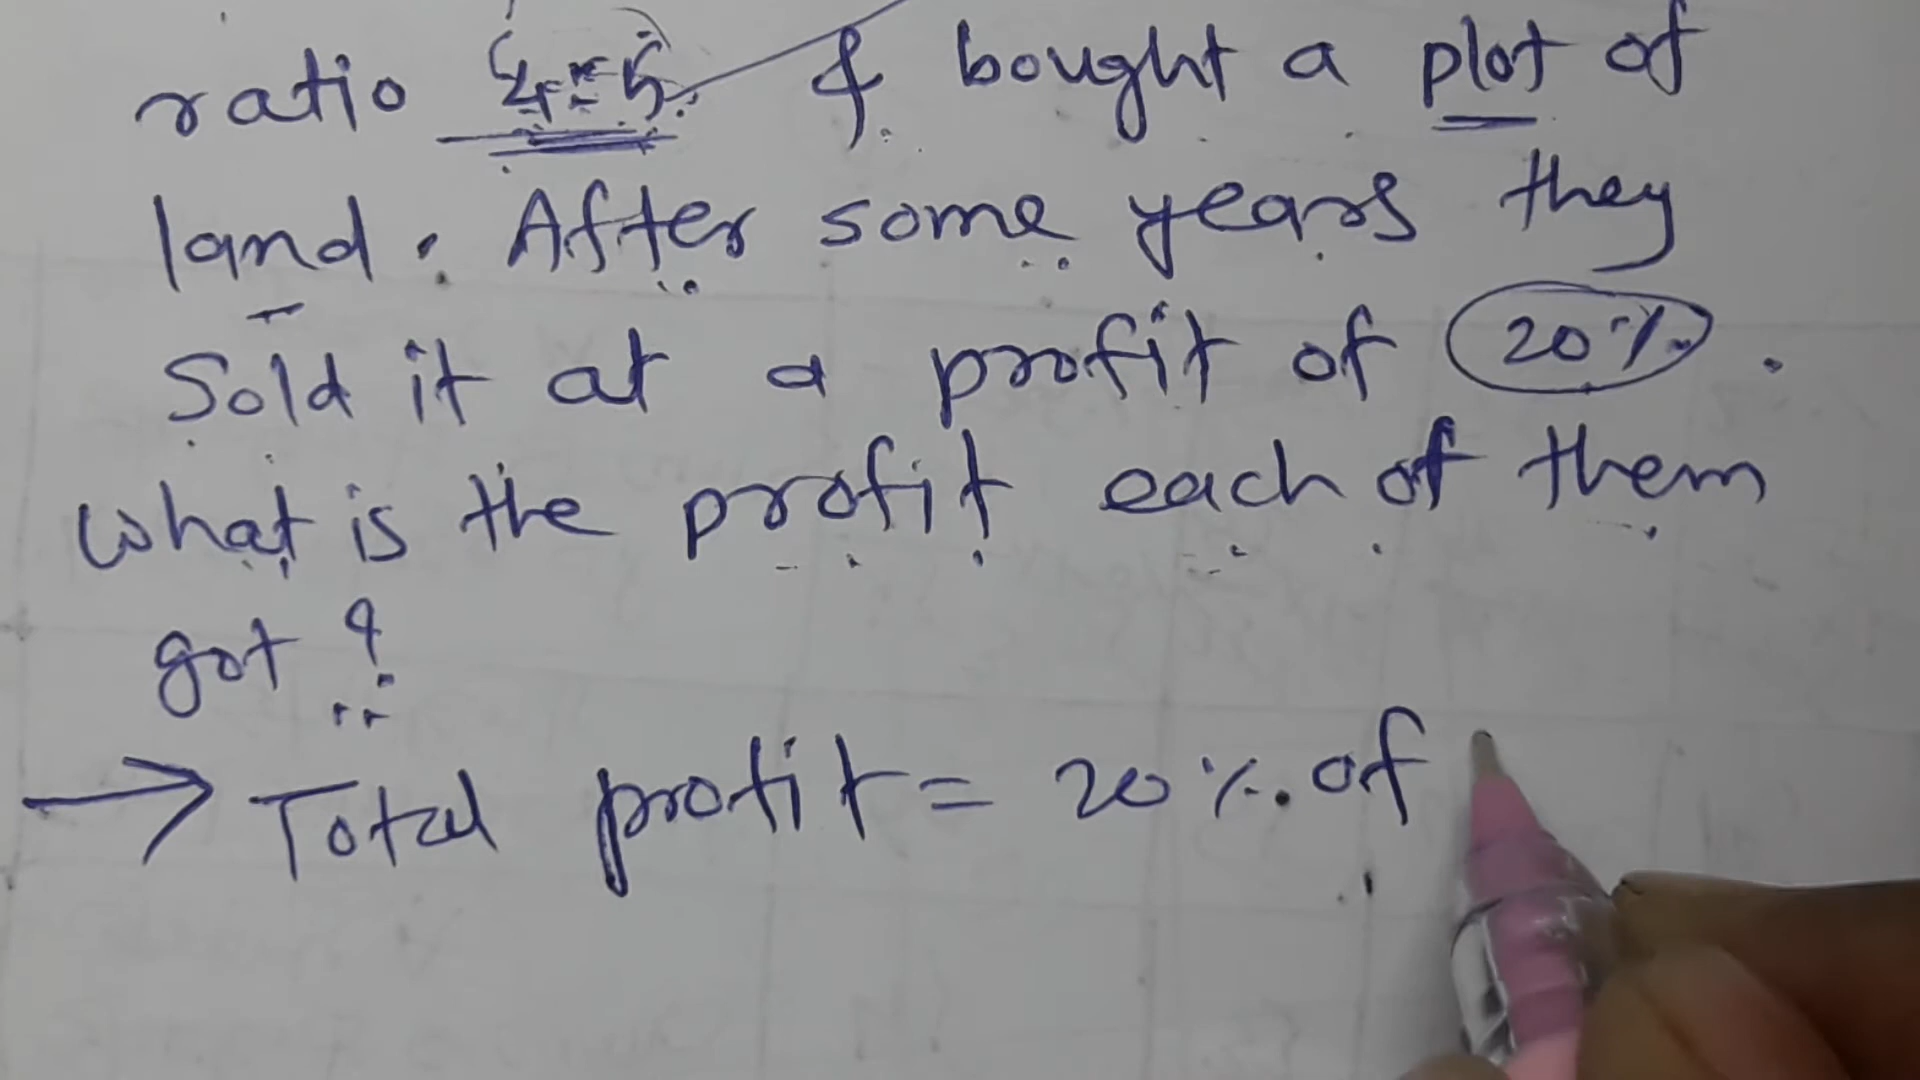 ratio 4:5 & bought a plot of
land. After some years they
Sold it at a profit of 20%.
What is the profit each of them
got?
→ Total profit = 20% of